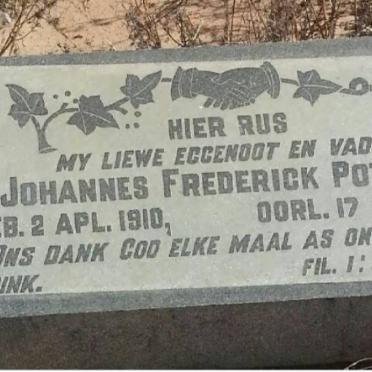 HIER RUS
MY LIEWE EGGENOOT EN VAD
JOHANNES FREDERICK POT
EB. 2 APL. 1910, OORL. 17
ONS DANK GOD ELKE MAAL AS ON
FIL. 1:
INK.